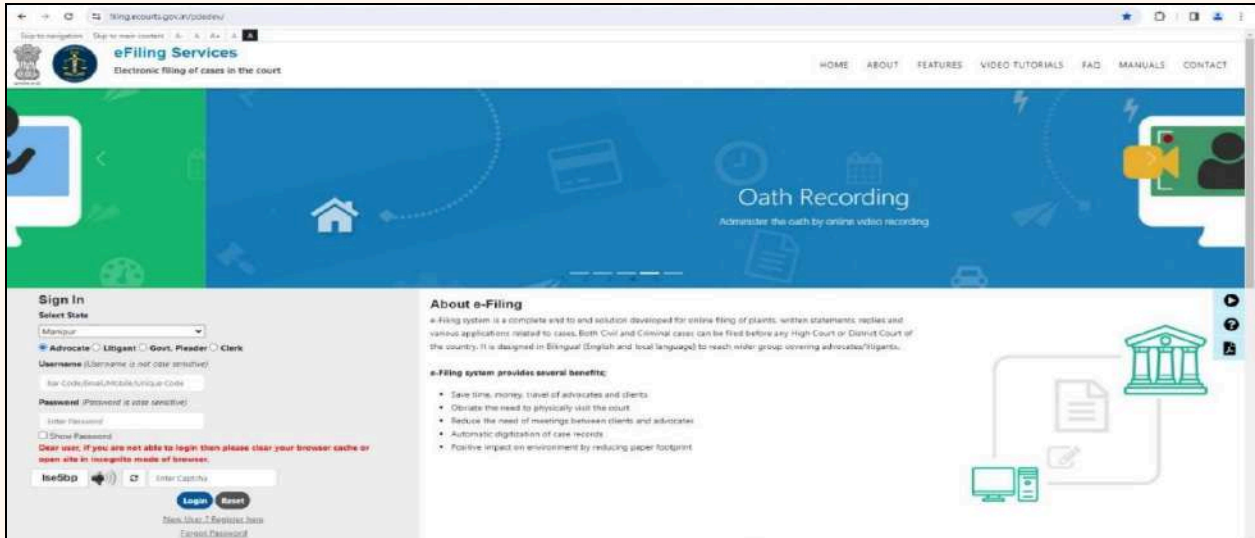 filing.ecourts.gov.in/pdedev/
Skip to navigation Skip to main content A- A A+ A A
eFiling Services
Electronic filing of cases in the court
HOME ABOUT FEATURES VIDEO TUTORIALS FAQ MANUALS CONTACT
Oath Recording
Administer the oath by online video recording
Sign In
Select State
Manipur
Advocate Litigant Govt. Pleader Clerk
Username (Username is not case sensitive)
Bar Code/Email/Mobile/Unique Code
Password (Password is case sensitive)
Enter Password
Show Password
Dear user, if you are not able to login then please clear your browser cache or
open site in incognito mode of browser.
lse5bp Enter Captcha
Login Reset
New User ? Register here
Forgot Password
About e-Filing
e-Filing system is a complete end to end solution developed for online filing of plaints, written statements, replies and
various applications related to cases. Both Civil and Criminal cases can be filed before any High Court or District Court of
the country. It is designed in Bilingual (English and local language) to reach wider group covering advocates/litigants.
e-Filing system provides several benefits;
Save time, money, travel of advocates and clients
Obviate the need to physically visit the court
Reduce the need of meetings between clients and advocates
Automatic digitization of case records
Positive impact on environment by reducing paper footprint